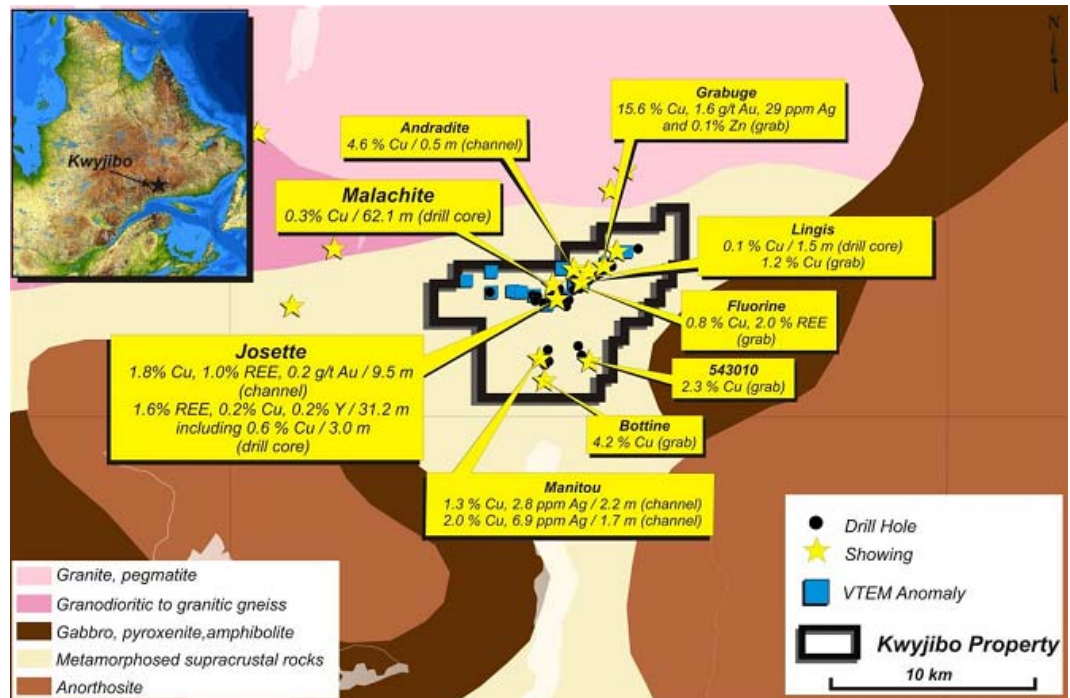 Kwyjibo
N
Grabuge
15.6 % Cu, 1.6 g/t Au, 29 ppm Ag
and 0.1% Zn (grab)
Andradite
4.6 % Cu / 0.5 m (channel)
Malachite
0.3% Cu / 62.1 m (drill core)
Lingis
0.1 % Cu / 1.5 m (drill core)
1.2 % Cu (grab)
Fluorine
0.8 % Cu, 2.0 % REE
(grab)
Josette
1.8% Cu, 1.0% REE, 0.2 g/t Au / 9.5 m
(channel)
1.6% REE, 0.2% Cu, 0.2% Y / 31.2 m
including 0.6 % Cu / 3.0 m
(drill core)
543010
2.3 % Cu (grab)
Bottine
4.2 % Cu (grab)
Manitou
1.3 % Cu, 2.8 ppm Ag / 2.2 m (channel)
2.0 % Cu, 6.9 ppm Ag / 1.7 m (channel)
Granite, pegmatite
Granodioritic to granitic gneiss
Gabbro, pyroxenite,amphibolite
Metamorphosed supracrustal rocks
Anorthosite
Drill Hole
Showing
VTEM Anomaly
Kwyjibo Property
10 km